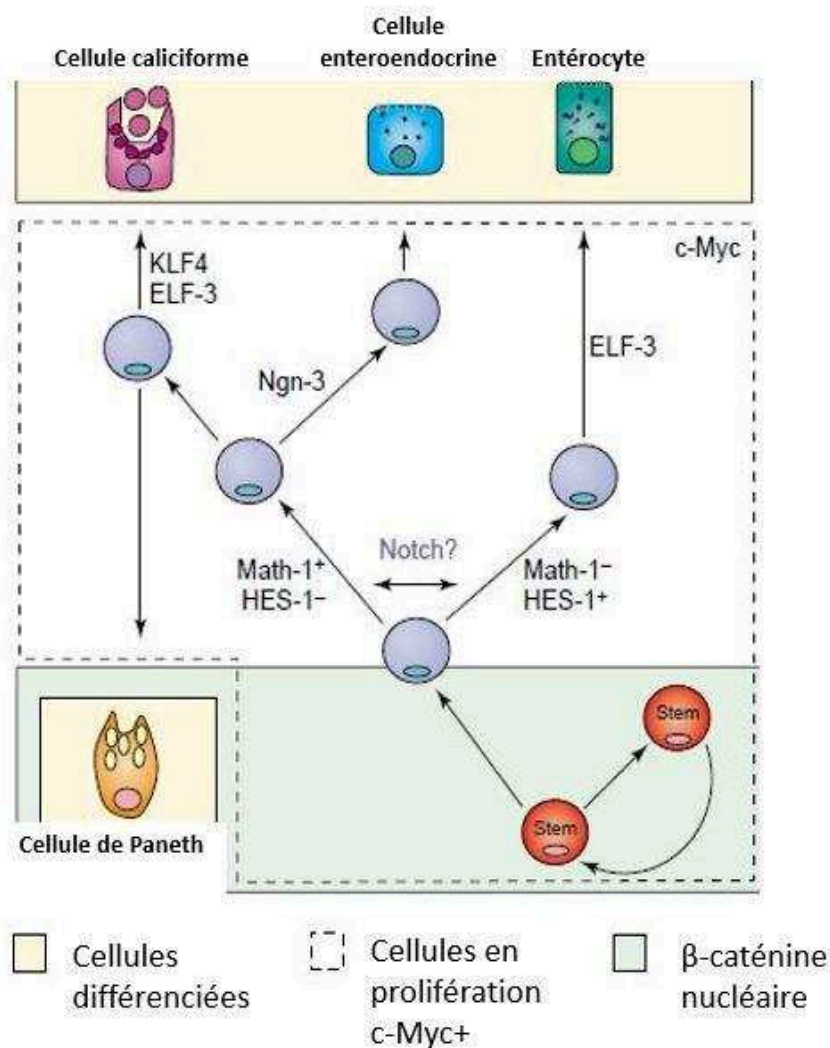 Cellule caliciforme
Cellule
enteroendocrine
Entérocyte
c-Myc
KLF4
ELF-3
Ngn-3
ELF-3
Notch?
Math-1⁺
HES-1⁻
Math-1⁻
HES-1⁺
Stem
Stem
Cellule de Paneth
Cellules
différenciées
Cellules en
prolifération
c-Myc+
β-caténine
nucléaire